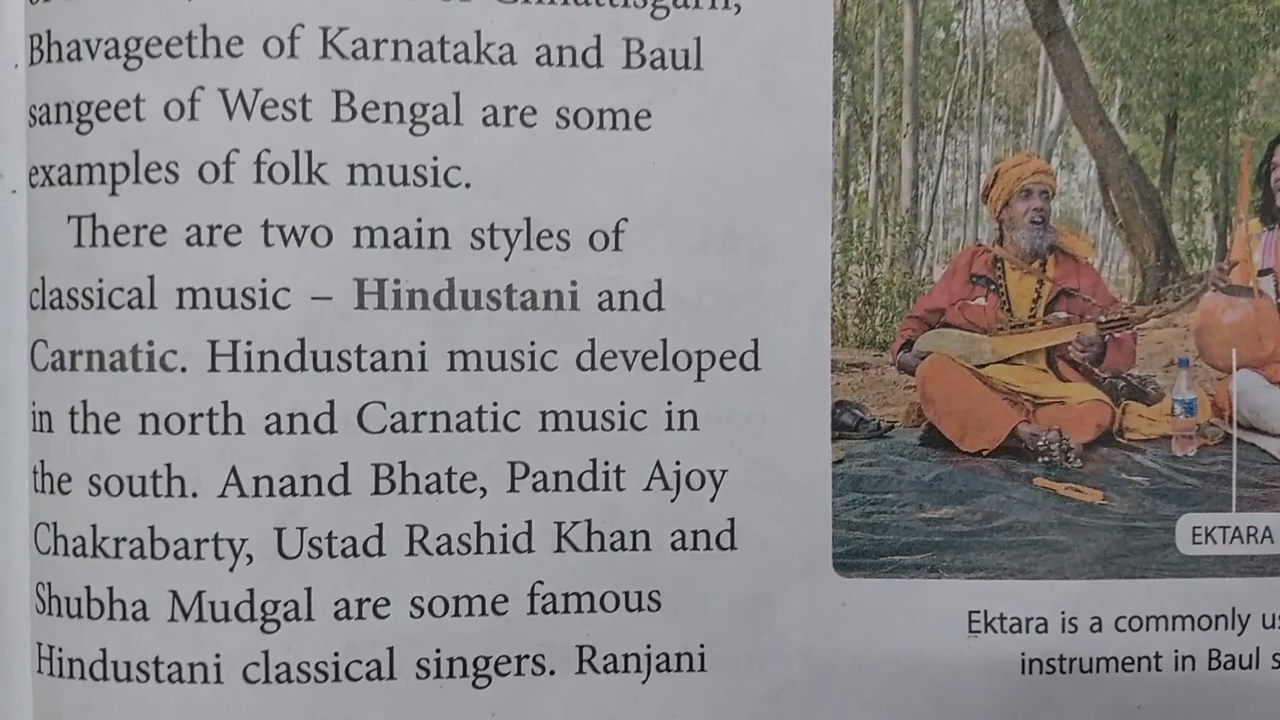 Bhavageethe of Karnataka and Baul
sangeet of West Bengal are some
examples of folk music.
There are two main styles of
classical music – Hindustani and
Carnatic. Hindustani music developed
in the north and Carnatic music in
the south. Anand Bhate, Pandit Ajoy
Chakrabarty, Ustad Rashid Khan and
Shubha Mudgal are some famous
Hindustani classical singers. Ranjani
EKTARA
Ektara is a commonly
instrument in Baul